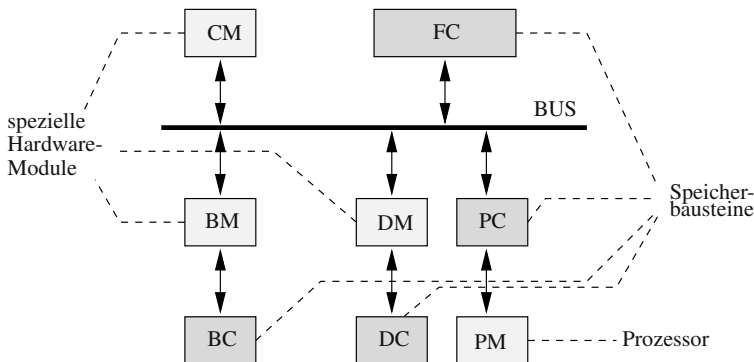 CM
FC
BUS
spezielle
Hardware-
Module
Speicher-
bausteine
BM
DM
PC
BC
DC
PM
Prozessor